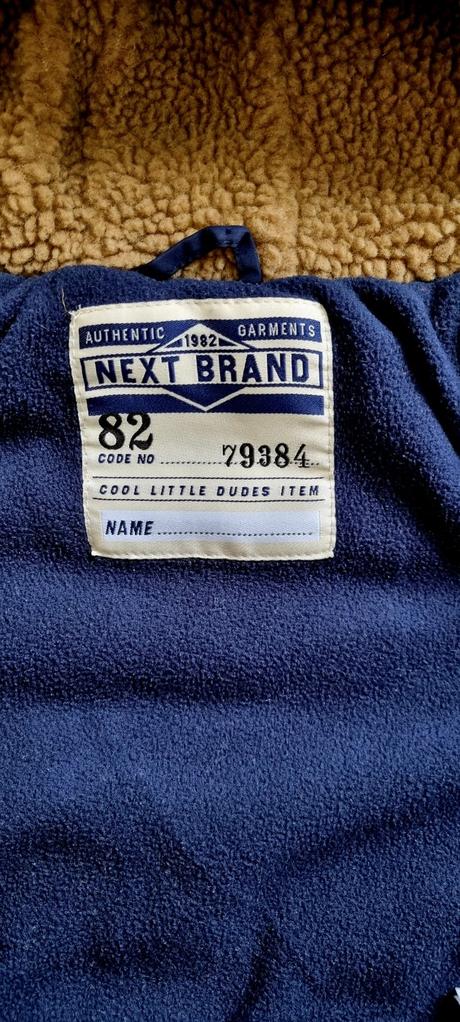 AUTHENTIC GARMENTS
1982
NEXT BRAND
82
CODE NO 79384
COOL LITTLE DUDES ITEM
NAME